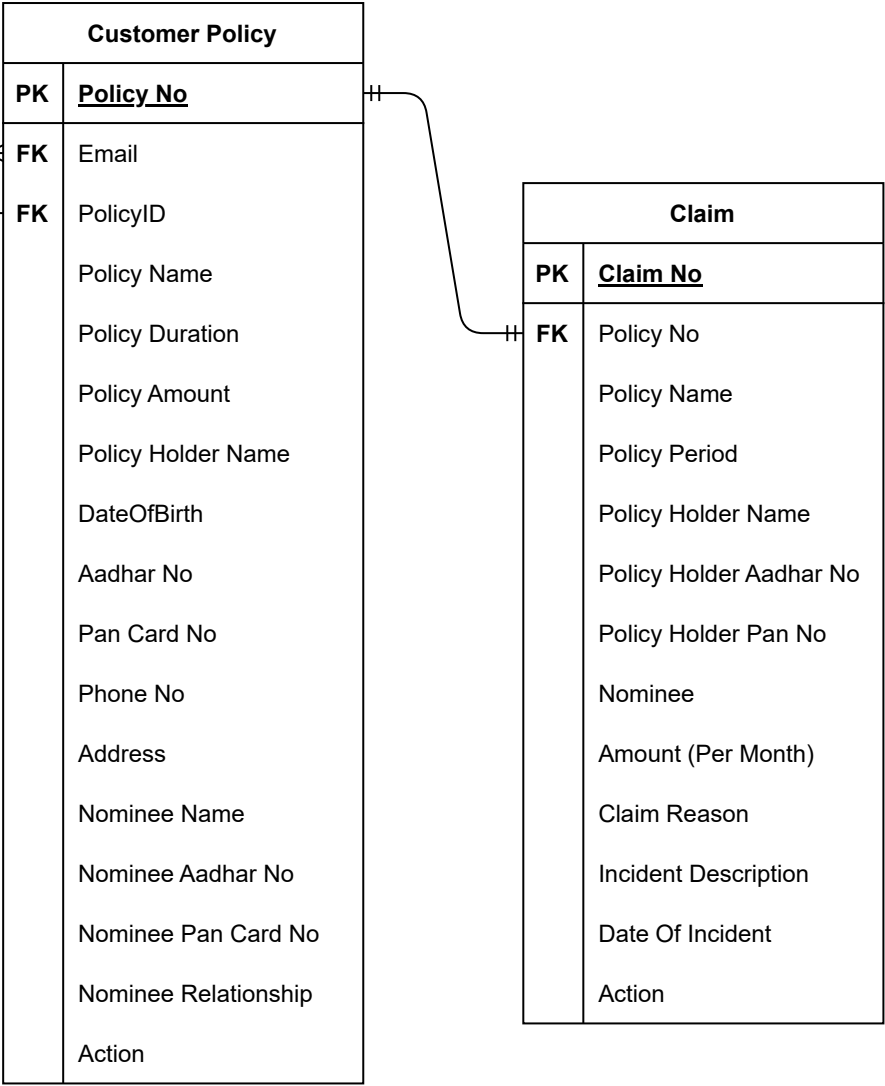 Customer Policy
PK Policy No
FK Email
FK PolicyID
Policy Name
Policy Duration
Policy Amount
Policy Holder Name
DateOfBirth
Aadhar No
Pan Card No
Phone No
Address
Nominee Name
Nominee Aadhar No
Nominee Pan Card No
Nominee Relationship
Action
Claim
PK Claim No
FK Policy No
Policy Name
Policy Period
Policy Holder Name
Policy Holder Aadhar No
Policy Holder Pan No
Nominee
Amount (Per Month)
Claim Reason
Incident Description
Date Of Incident
Action